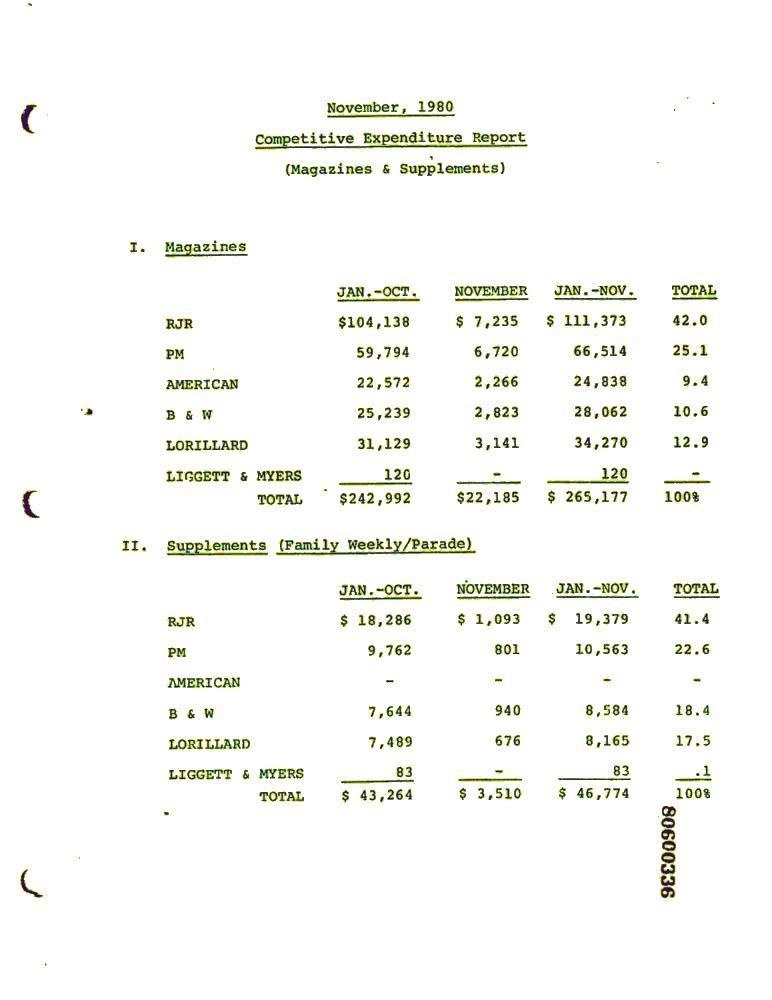 November, 1980
Competitive Expenditure Report
(Magazines & Supplements)
I. Magazines
JAN.-OCT. NOVEMBER JAN.-NOV. TOTAL
RJR $104,138 $ 7,235 $ 111,373 42.0
PM 59,794 6,720 66,514 25.1
AMERICAN 22,572 2,266 24,838 9.4
B & W 25,239 2,823 28,062 10.6
LORILLARD 31,129 3,141 34,270 12.9
LIGGETT & MYERS 120 - 120 -
TOTAL $242,992 $22,185 $ 265,177 100%
II. Supplements (Family Weekly/Parade)
JAN.-OCT. NOVEMBER JAN.-NOV. TOTAL
RJR $ 18,286 $ 1,093 $ 19,379 41.4
PM 9,762 801 10,563 22.6
AMERICAN - - - -
B & W 7,644 940 8,584 18.4
LORILLARD 7,489 676 8,165 17.5
LIGGETT & MYERS 83 - 83 .1
TOTAL $ 43,264 $ 3,510 $ 46,774 100%
80600336